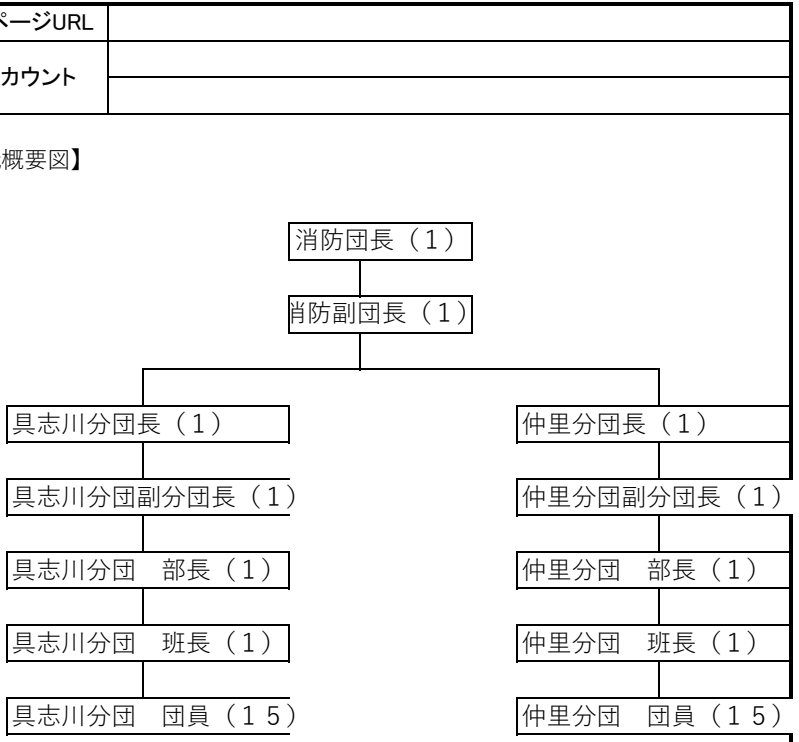 ページURL
カウント
概要図】
消防団長（１）
消防副団長（１）
具志川分団長（１）
仲里分団長（１）
具志川分団副分団長（１）
仲里分団副分団長（１）
具志川分団　部長（１）
仲里分団　部長（１）
具志川分団　班長（１）
仲里分団　班長（１）
具志川分団　団員（１５）
仲里分団　団員（１５）